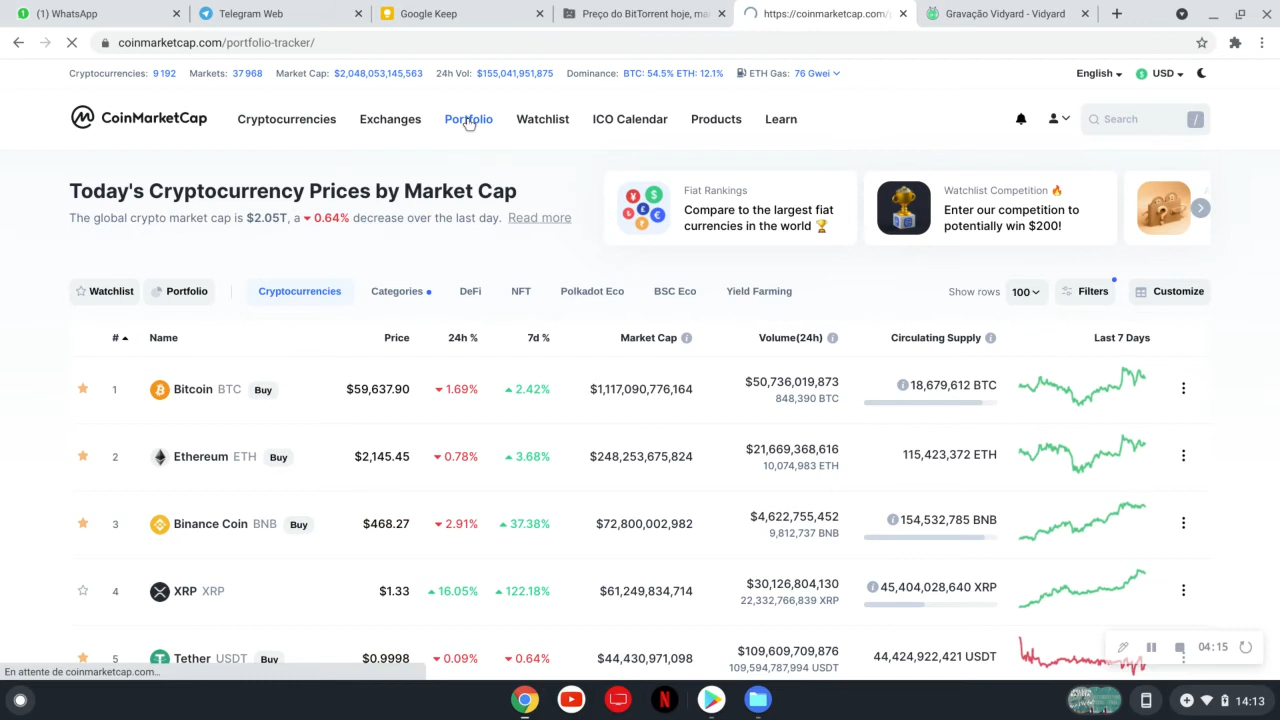 (1) WhatsApp
Telegram Web
Google Keep
Preço do BitTorrent hoje, ma
https://coinmarketcap.com/p
Gravação Vidyard - Vidyard
coinmarketcap.com/portfolio-tracker/
Cryptocurrencies: 9 192 Markets: 37 968 Market Cap: $2,048,053,145,563 24h Vol: $155,041,951,875 Dominance: BTC: 54.5% ETH: 12.1% ETH Gas: 76 Gwei English USD
CoinMarketCap Cryptocurrencies Exchanges Portfolio Watchlist ICO Calendar Products Learn Search /
Today's Cryptocurrency Prices by Market Cap
The global crypto market cap is $2.05T, a 0.64% decrease over the last day. Read more
Fiat Rankings
Compare to the largest fiat
currencies in the world
Watchlist Competition
Enter our competition to
potentially win $200!
Watchlist Portfolio Cryptocurrencies Categories DeFi NFT Polkadot Eco BSC Eco Yield Farming Show rows 100 Filters Customize
# Name Price 24h % 7d % Market Cap Volume(24h) Circulating Supply Last 7 Days
1 Bitcoin BTC Buy $59,637.90 1.69% 2.42% $1,117,090,776,164 $50,736,019,873 18,679,612 BTC
848,390 BTC
2 Ethereum ETH Buy $2,145.45 0.78% 3.68% $248,253,675,824 $21,669,368,616 115,423,372 ETH
10,074,983 ETH
3 Binance Coin BNB Buy $468.27 2.91% 37.38% $72,800,002,982 $4,622,755,452 154,532,785 BNB
9,812,737 BNB
4 XRP XRP $1.33 16.05% 122.18% $61,249,834,714 $30,126,804,130 45,404,028,640 XRP
22,332,766,839 XRP
5 Tether USDT Buy $0.9998 0.09% 0.64% $44,430,971,098 $109,609,709,876 44,424,922,421 USDT
109,594,787,994 USDT
04:15
En attente de coinmarketcap.com…
14:13